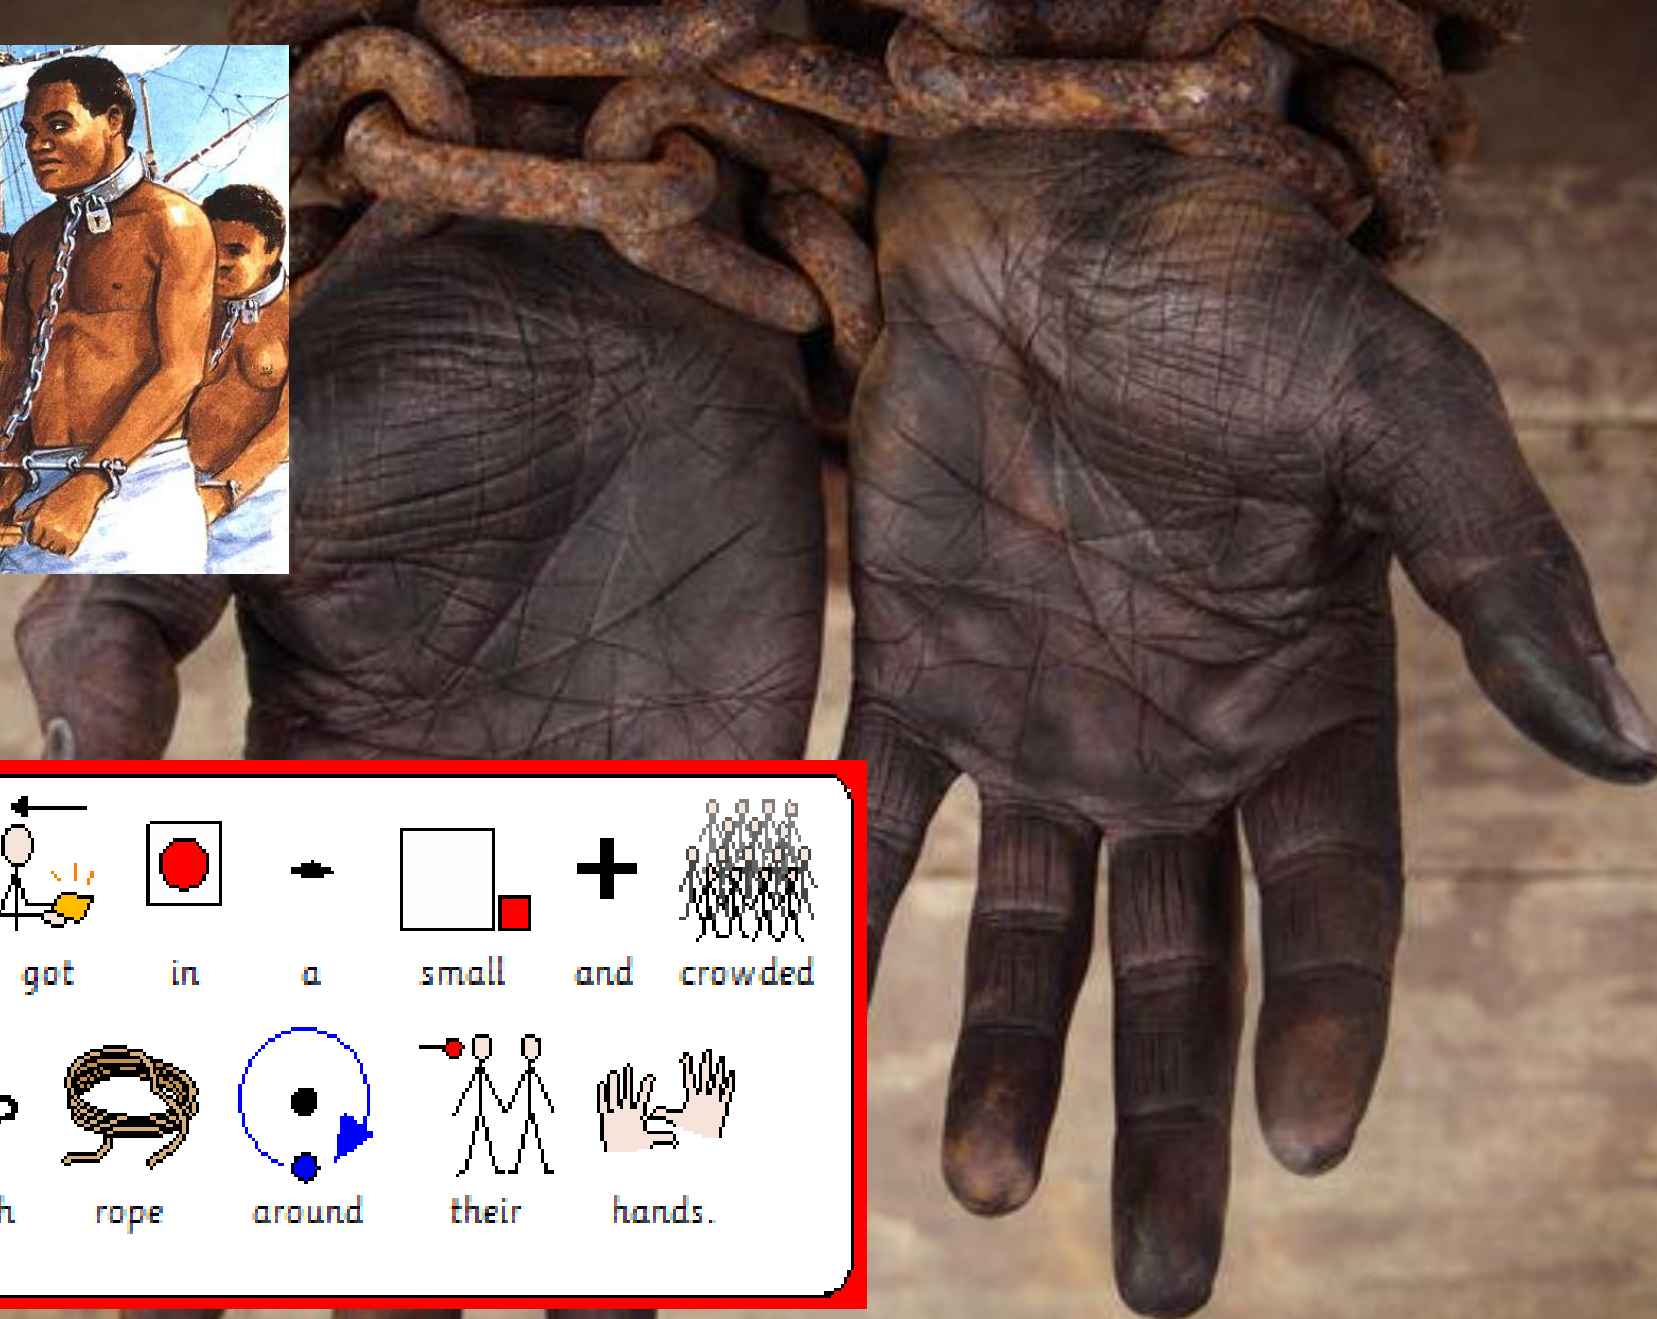 got in a small and crowded
rope around their hands.